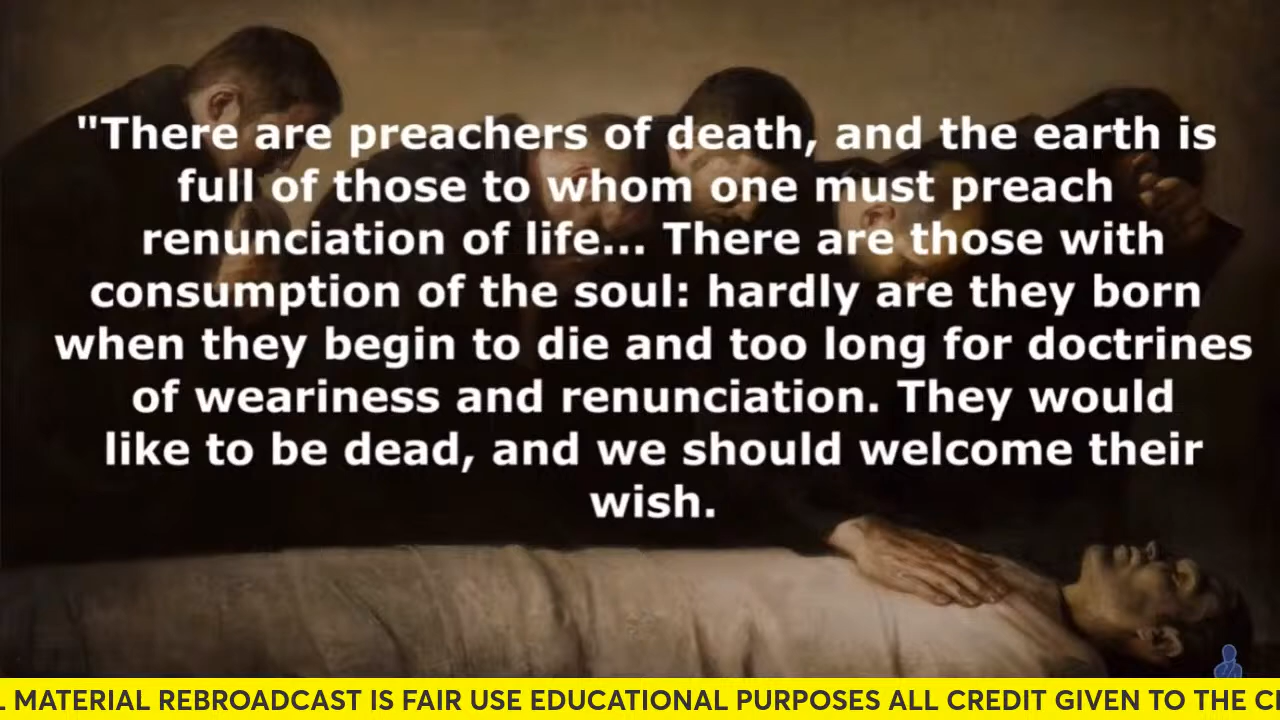 "There are preachers of death, and the earth is
full of those to whom one must preach
renunciation of life... There are those with
consumption of the soul: hardly are they born
when they begin to die and too long for doctrines
of weariness and renunciation. They would
like to be dead, and we should welcome their
wish.
MATERIAL REBROADCAST IS FAIR USE EDUCATIONAL PURPOSES ALL CREDIT GIVEN TO THE